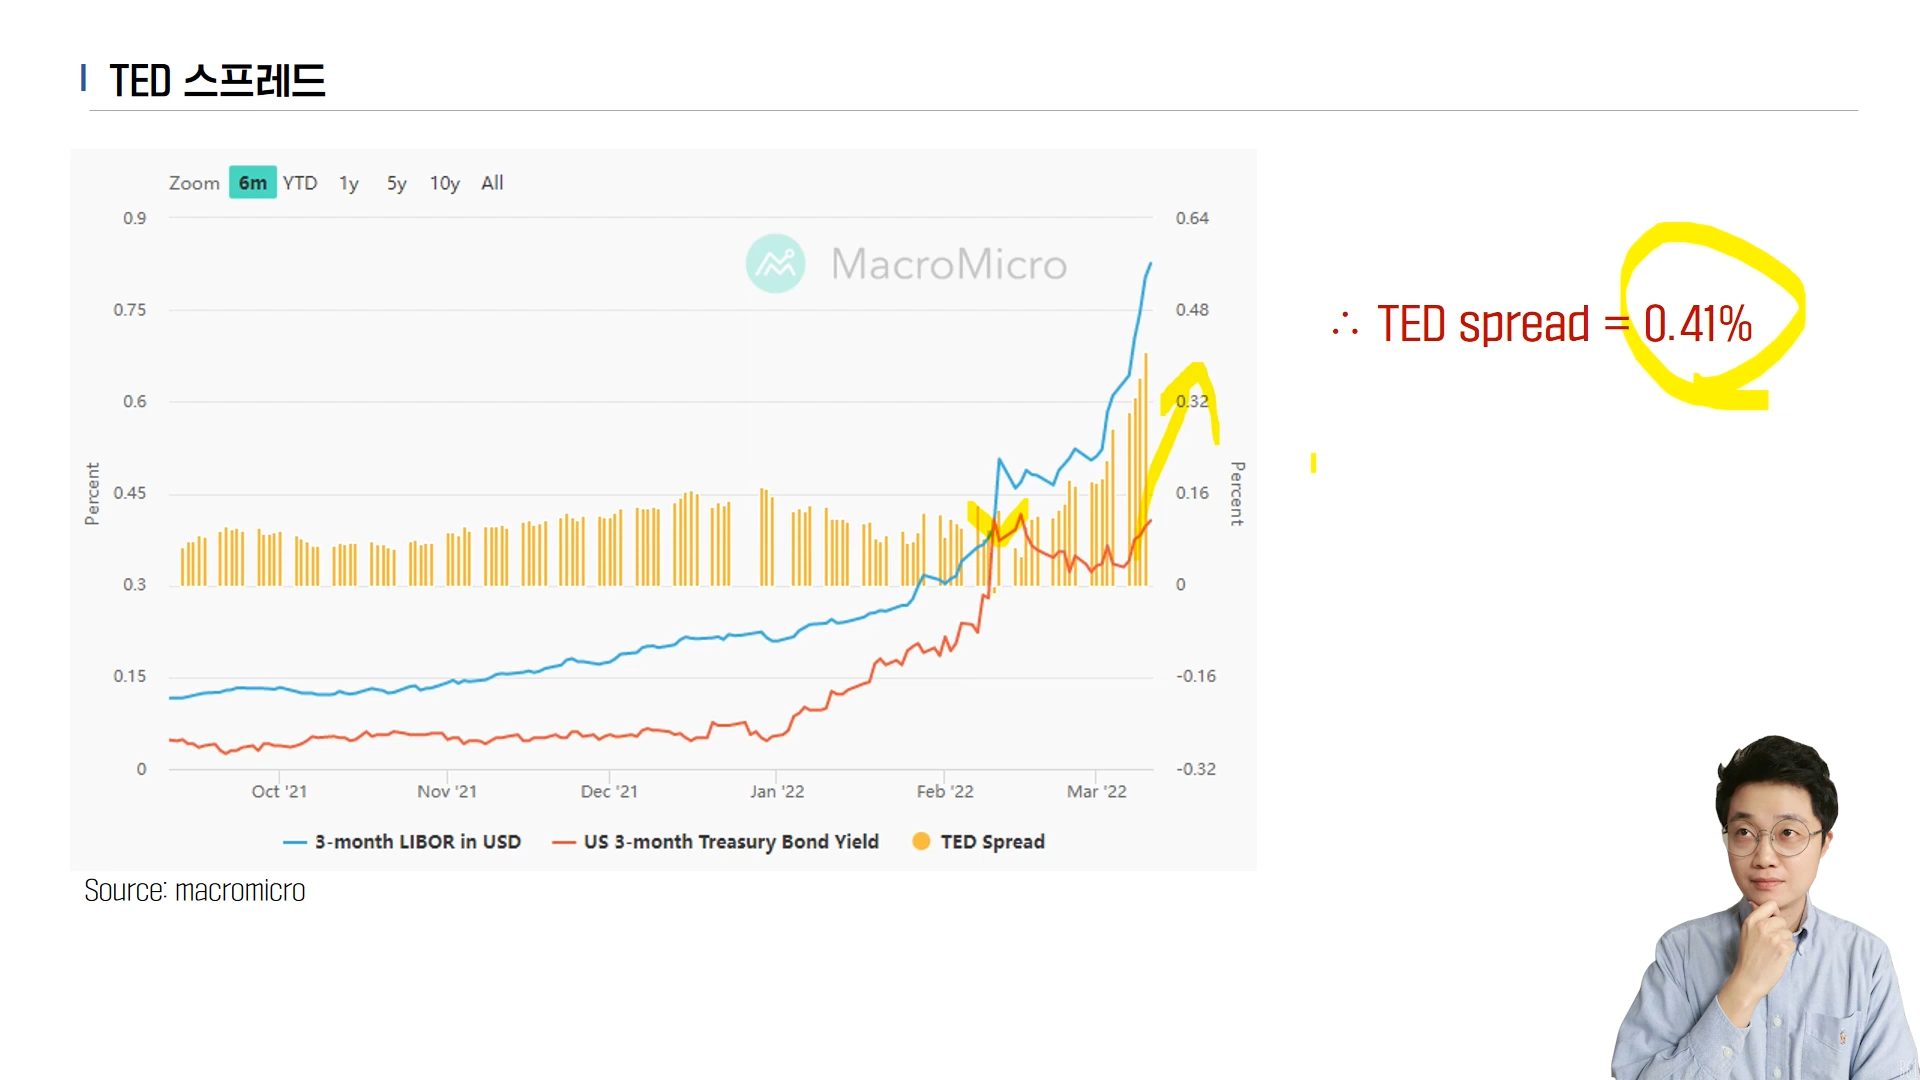 TED 스프레드
Zoom 6m YTD 1y 5y 10y All
MacroMicro
0.9
0.75
0.6
0.45
0.3
0.15
0
Percent
0.64
0.48
0.32
0.16
0
-0.16
-0.32
Percent
Oct '21 Nov '21 Dec '21 Jan '22 Feb '22 Mar '22
3-month LIBOR in USD US 3-month Treasury Bond Yield TED Spread
Source: macromicro
∴ TED spread = 0.41%